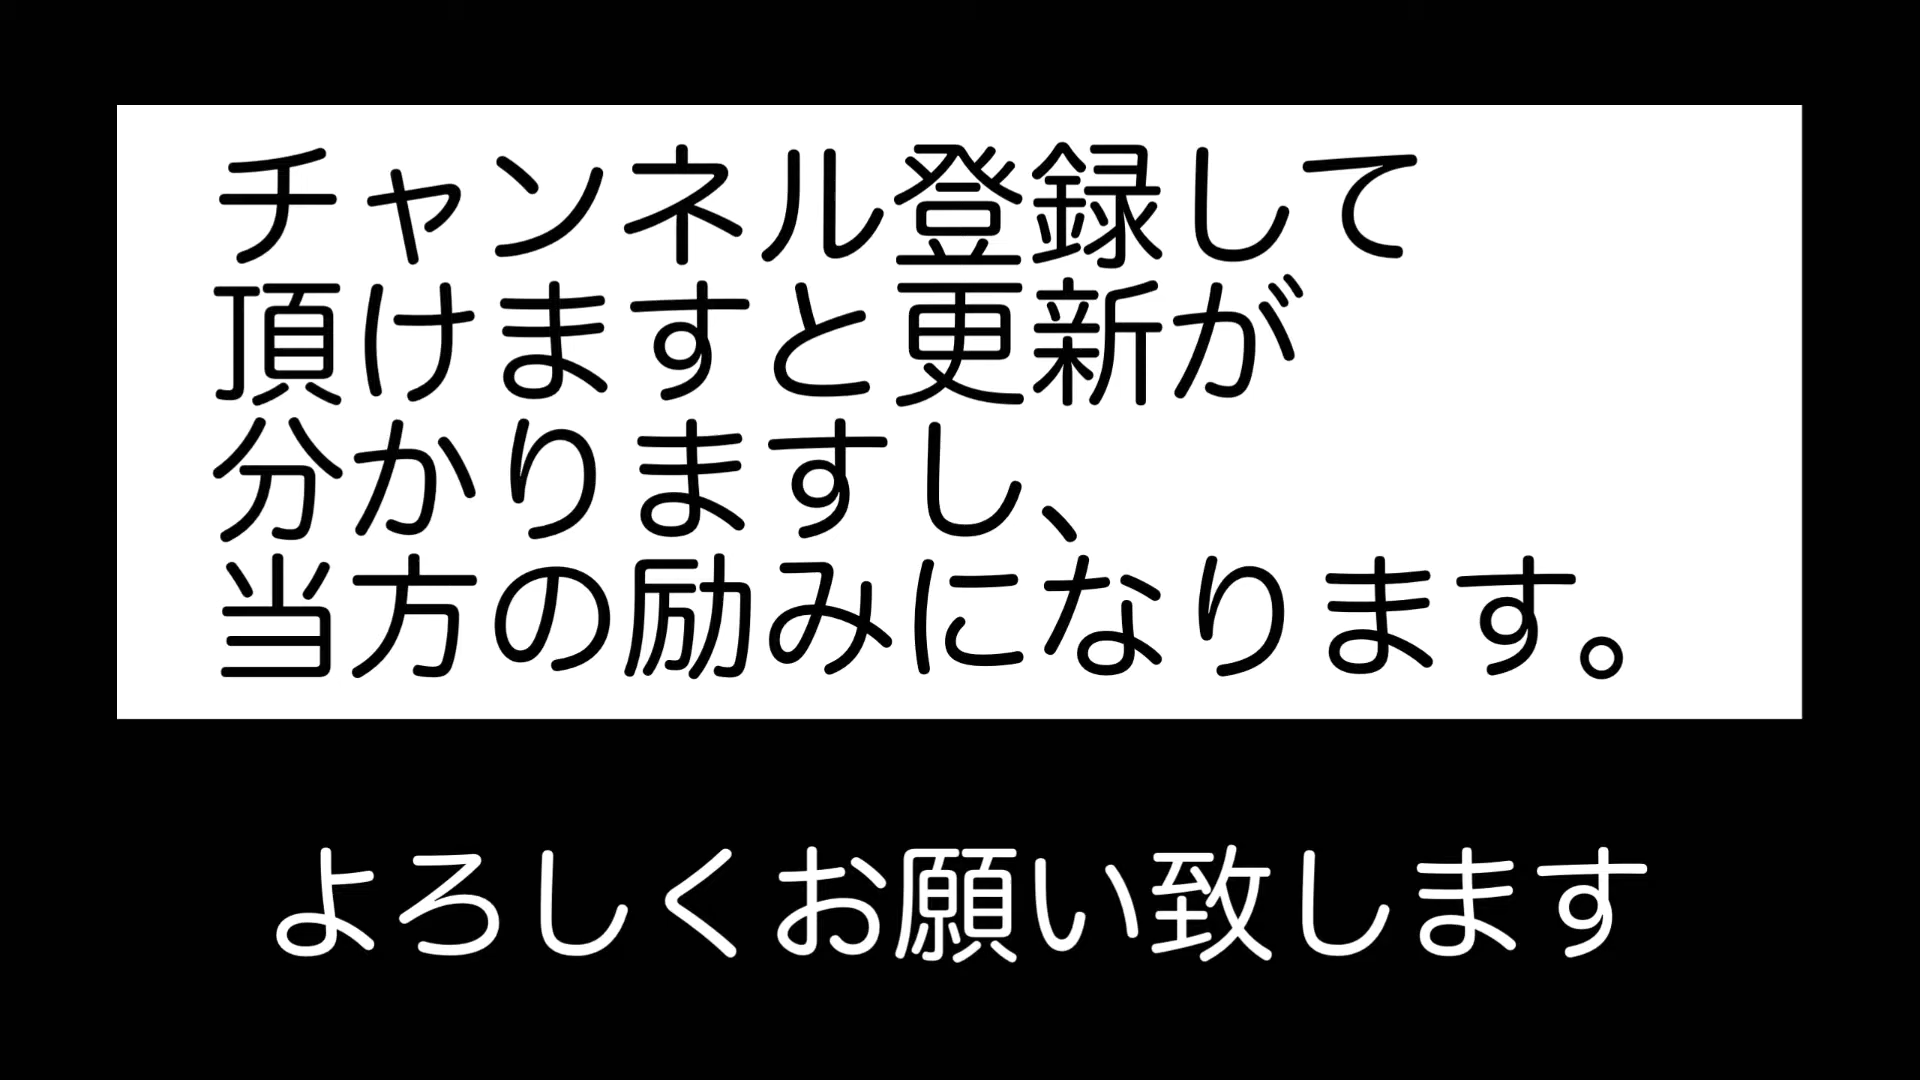 チャンネル登録して
頂けますと更新が
分かりますし、
当方の励みになります。
よろしくお願い致します